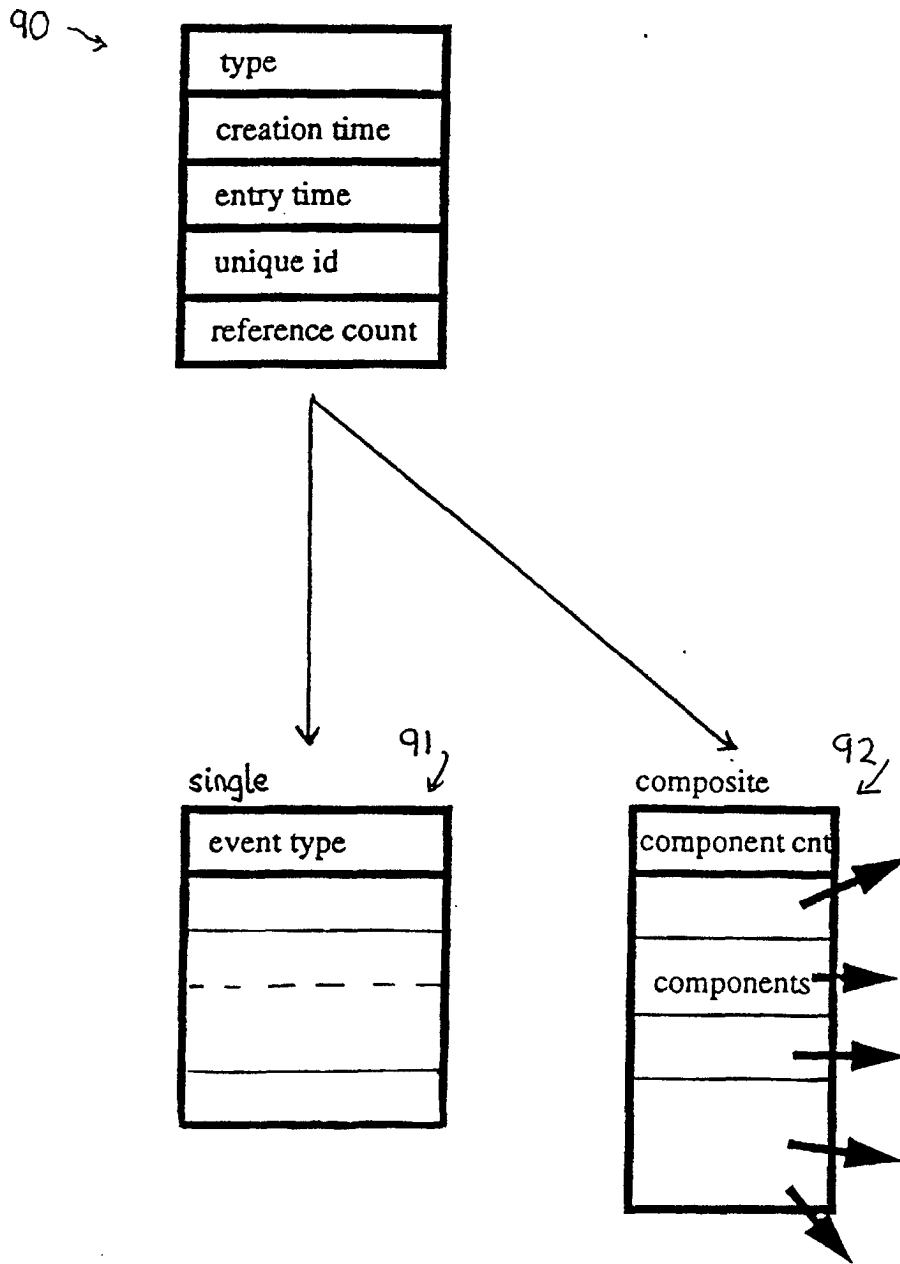 90
type
creation time
entry time
unique id
reference count
91
single
event type
92
composite
component cnt
components